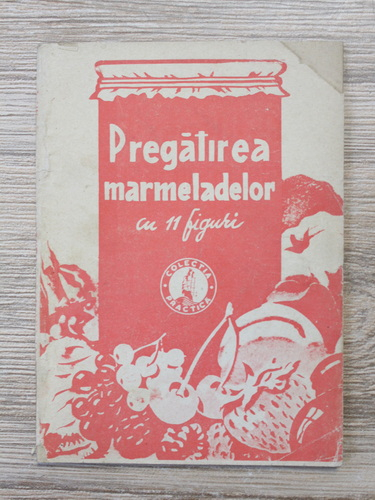 Pregătirea
marmeladelor
cu 11 figuri
COLECȚIA
PRACTICĂ